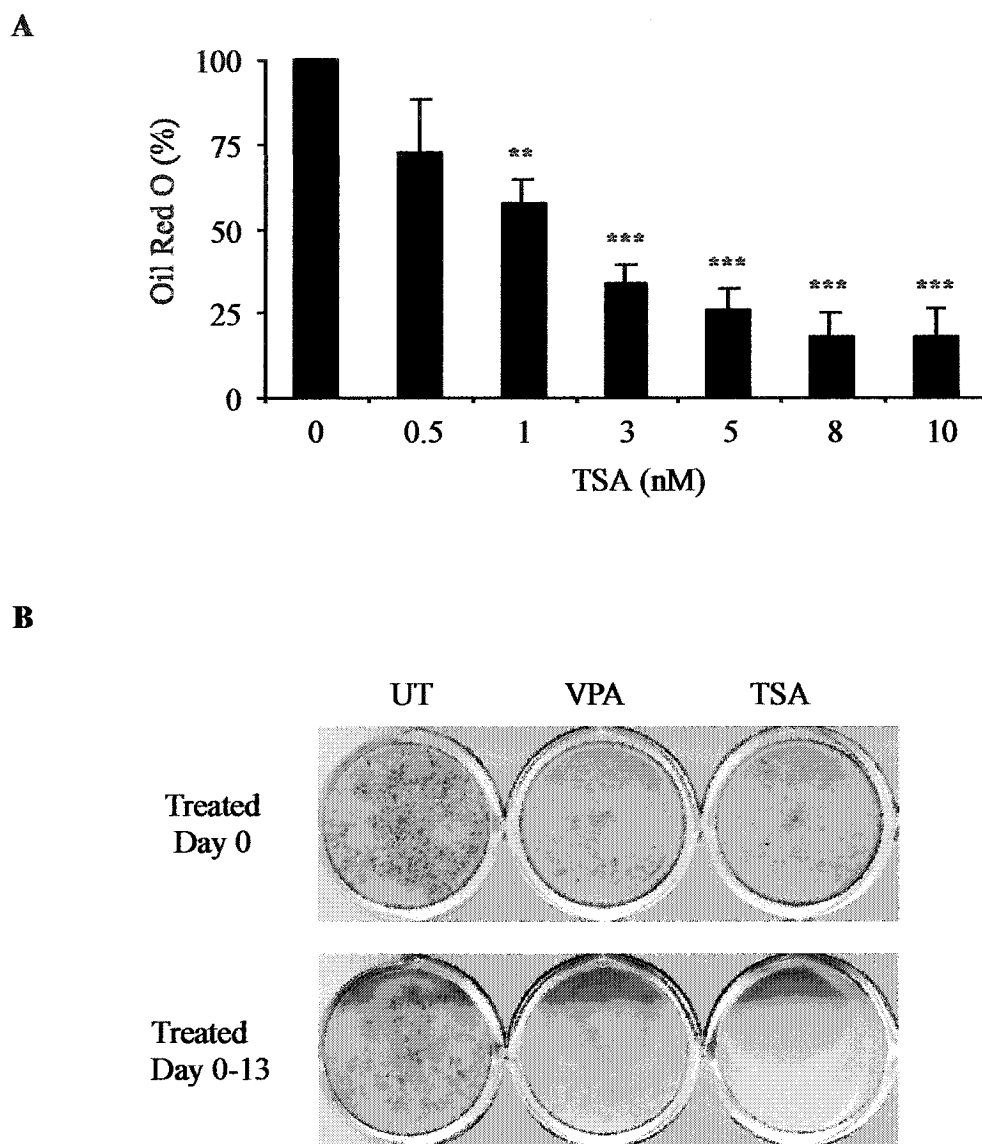 A
100
75
50
25
0
Oil Red O (%)
**
***
***
***
***
0 0.5 1 3 5 8 10
TSA (nM)
B
UT VPA TSA
Treated
Day 0
Treated
Day 0-13